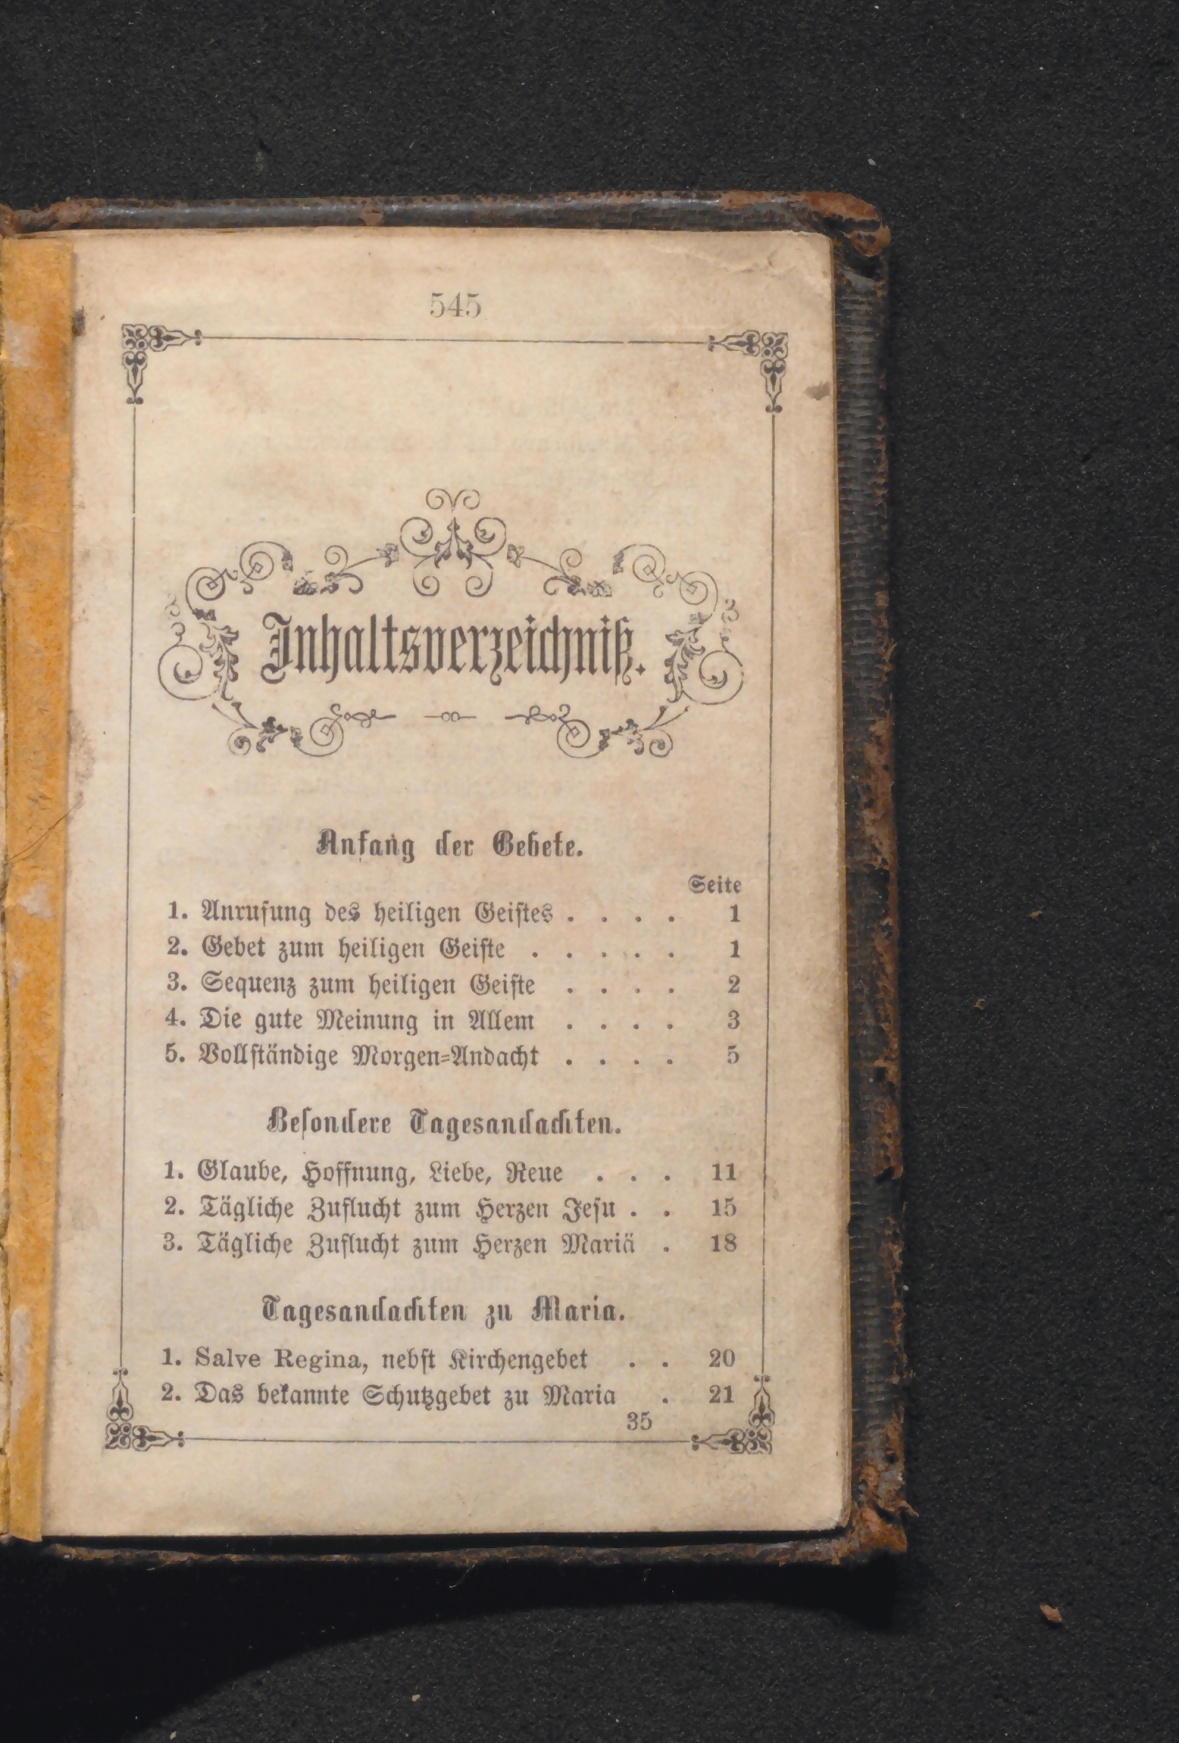 545
Inhaltsverzeichniß.
Anfang der Gebete.
Seite
1. Anrufung des heiligen Geistes . . . . 1
2. Gebet zum heiligen Geiste . . . . . 1
3. Sequenz zum heiligen Geiste . . . . 2
4. Die gute Meinung in Allem . . . . 3
5. Vollständige Morgen=Andacht . . . . 5
Besondere Tagesandachten.
1. Glaube, Hoffnung, Liebe, Reue . . . 11
2. Tägliche Zuflucht zum Herzen Jesu . . 15
3. Tägliche Zuflucht zum Herzen Mariä . 18
Tagesandachten zu Maria.
1. Salve Regina, nebst Kirchengebet . . 20
2. Das bekannte Schutzgebet zu Maria . 21
35